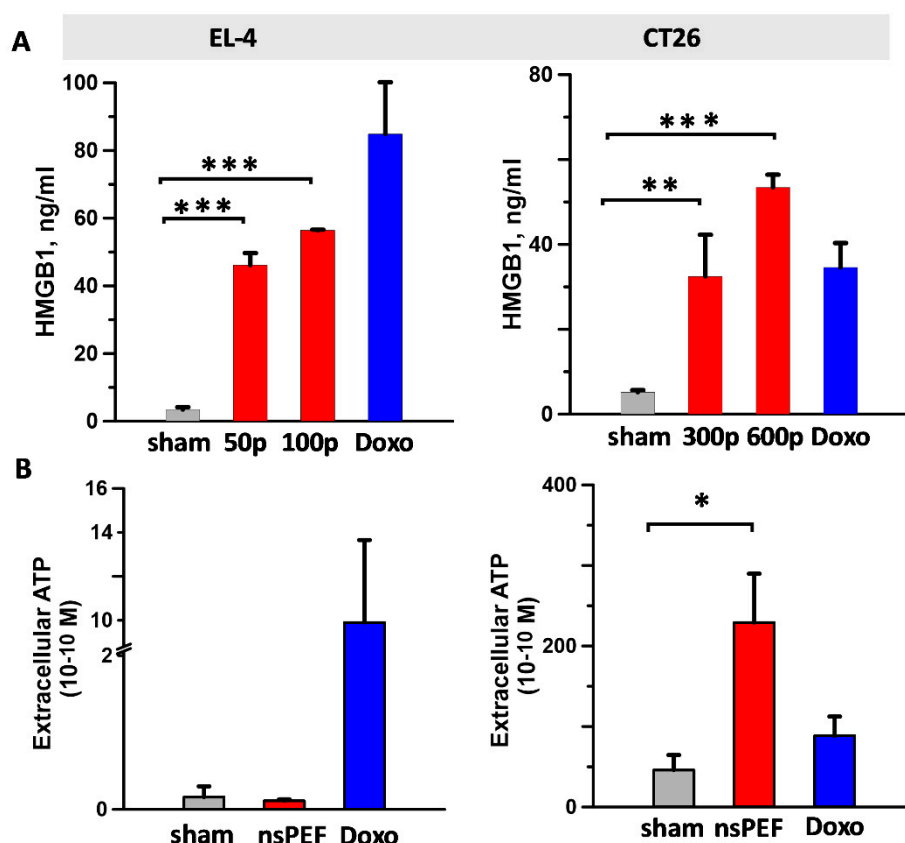 A
EL-4
CT26
HMGB1, ng/ml
100
80
60
40
20
0
***
***
sham 50p 100p Doxo
HMGB1, ng/ml
80
40
0
***
**
sham 300p 600p Doxo
B
Extracellular ATP
(10-10 M)
16
14
10
2
0
sham nsPEF Doxo
Extracellular ATP
(10-10 M)
400
200
0
*
sham nsPEF Doxo